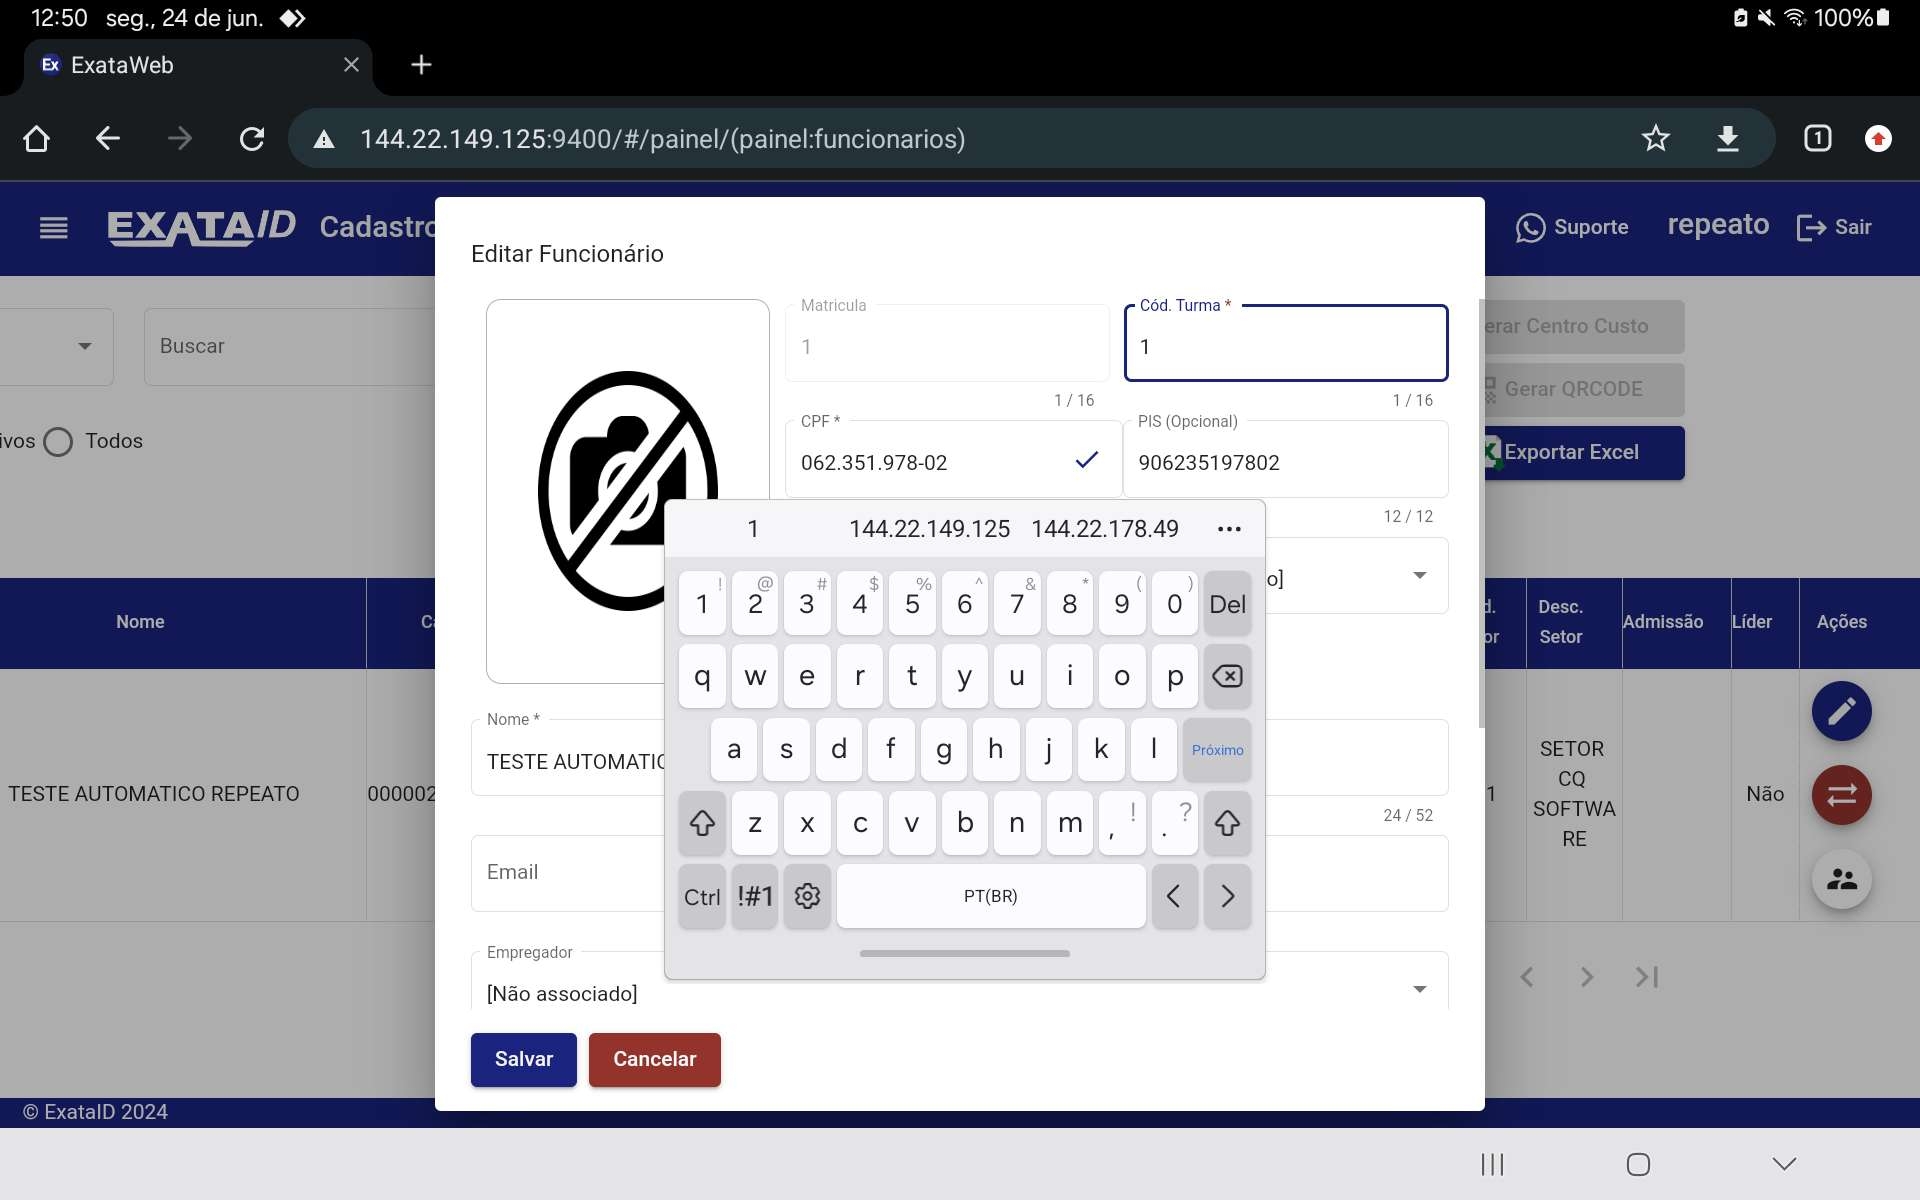 12:50 seg., 24 de jun. 100%
Ex ExataWeb
144.22.149.125:9400/#/painel/(painel:funcionarios) 1
EXATAID Cadastro Suporte repeato Sair
Editar Funcionário
Buscar
Matricula
1
1 / 16
Cód. Turma *
1
1 / 16
erar Centro Custo
Gerar QRCODE
Exportar Excel
ivos Todos
CPF *
062.351.978-02
PIS (Opcional)
906235197802
12 / 12
o]
1 144.22.149.125 144.22.178.49 ...
! @ # $ % ^ & * ( )
1 2 3 4 5 6 7 8 9 0 Del
q w e r t y u i o p
a s d f g h j k l Próximo
! ?
z x c v b n m , .
Ctrl !#1 PT(BR) < >
Nome Ca d. or Desc. Setor Admissão Líder Ações
TESTE AUTOMATICO REPEATO 000002 1 SETOR
CQ
SOFTWA
RE
Não
Nome *
TESTE AUTOMATIC
24 / 52
Email
Empregador
[Não associado]
Salvar Cancelar
© ExataID 2024